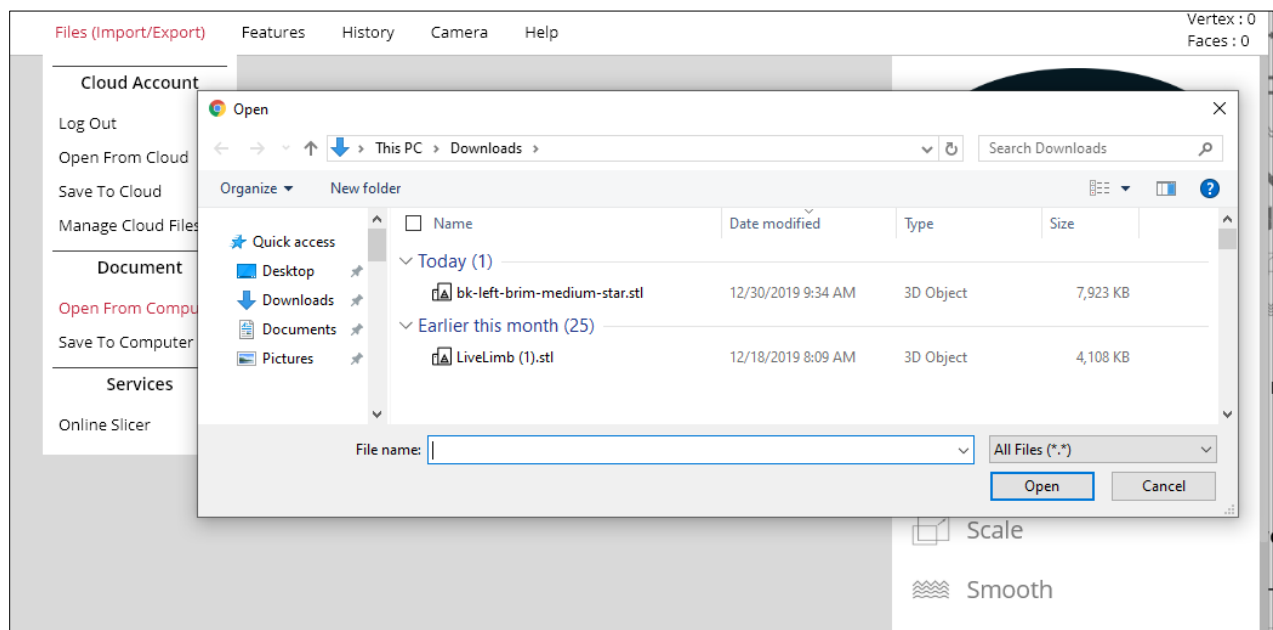 Files (Import/Export) Features History Camera Help
Vertex : 0
Faces : 0
Cloud Account
Log Out
Open From Cloud
Save To Cloud
Manage Cloud Files
Document
Open From Compu
Save To Computer
Services
Online Slicer
Open
This PC > Downloads >
Search Downloads
Organize New folder
Name Date modified Type Size
Quick access
Desktop
Downloads
Documents
Pictures
Today (1)
bk-left-brim-medium-star.stl 12/30/2019 9:34 AM 3D Object 7,923 KB
Earlier this month (25)
LiveLimb (1).stl 12/18/2019 8:09 AM 3D Object 4,108 KB
File name: All Files (*.*)
Open Cancel
Scale
Smooth